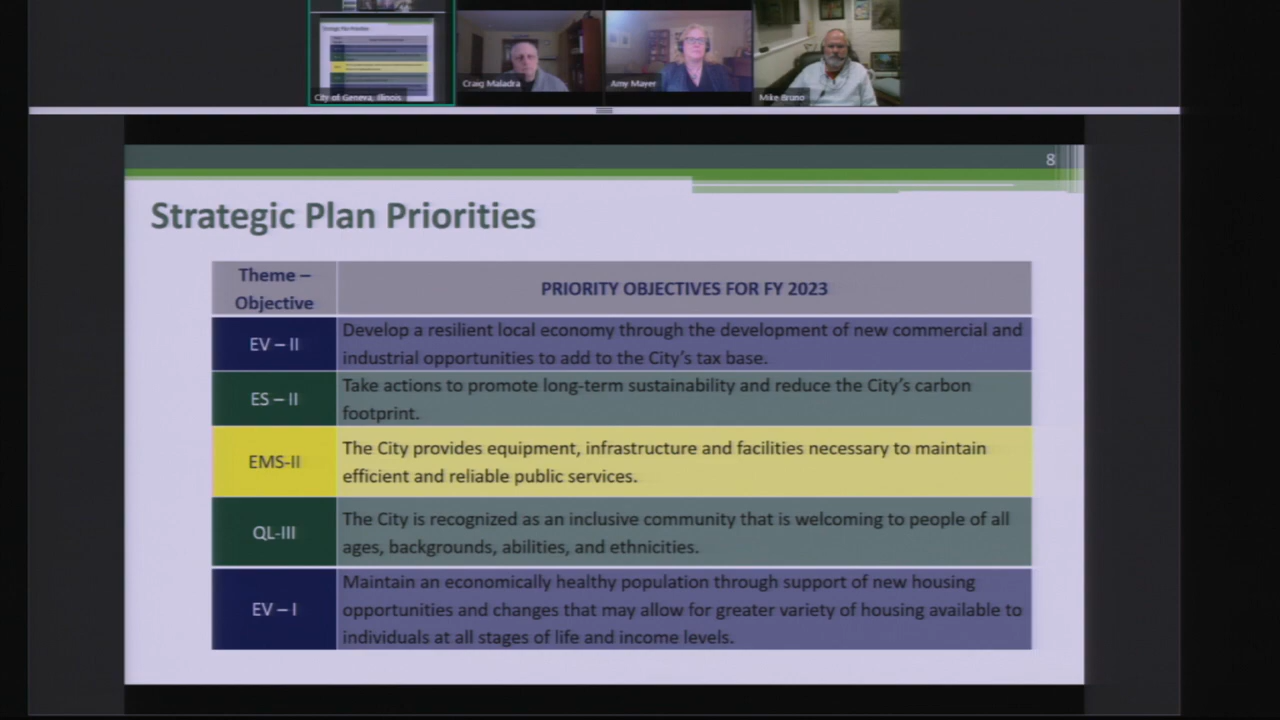 Strategic Plan Priorities
City of Geneva, Illinois
Craig Maladra
Amy Mayer
Mike Bruno
8
Strategic Plan Priorities
Theme –
Objective
PRIORITY OBJECTIVES FOR FY 2023
EV – II
Develop a resilient local economy through the development of new commercial and
industrial opportunities to add to the City's tax base.
ES – II
Take actions to promote long-term sustainability and reduce the City's carbon
footprint.
EMS-II
The City provides equipment, infrastructure and facilities necessary to maintain
efficient and reliable public services.
QL-III
The City is recognized as an inclusive community that is welcoming to people of all
ages, backgrounds, abilities, and ethnicities.
EV – I
Maintain an economically healthy population through support of new housing
opportunities and changes that may allow for greater variety of housing available to
individuals at all stages of life and income levels.